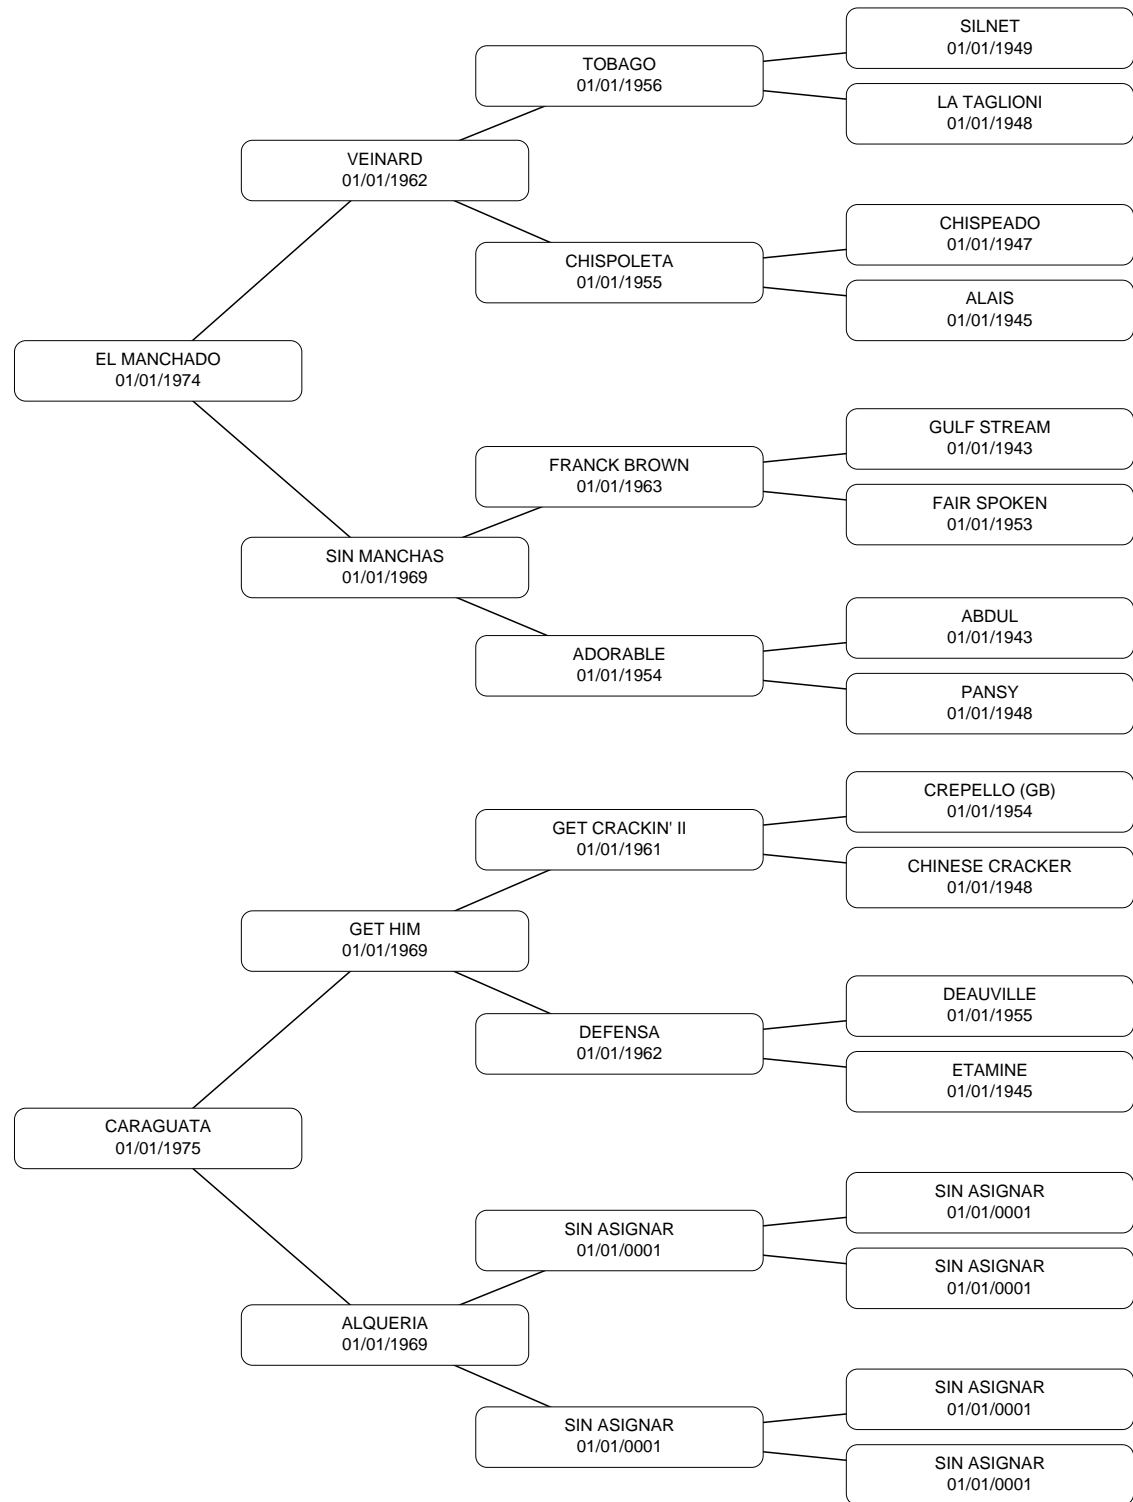 SILNET
01/01/1949
TOBAGO
01/01/1956
LA TAGLIONI
01/01/1948
VEINARD
01/01/1962
CHISPEADO
01/01/1947
CHISPOLETA
01/01/1955
ALAIS
01/01/1945
EL MANCHADO
01/01/1974
GULF STREAM
01/01/1943
FRANCK BROWN
01/01/1963
FAIR SPOKEN
01/01/1953
SIN MANCHAS
01/01/1969
ABDUL
01/01/1943
ADORABLE
01/01/1954
PANSY
01/01/1948
CREPELLO (GB)
01/01/1954
GET CRACKIN' II
01/01/1961
CHINESE CRACKER
01/01/1948
GET HIM
01/01/1969
DEAUVILLE
01/01/1955
DEFENSA
01/01/1962
ETAMINE
01/01/1945
CARAGUATA
01/01/1975
SIN ASIGNAR
01/01/0001
SIN ASIGNAR
01/01/0001
SIN ASIGNAR
01/01/0001
ALQUERIA
01/01/1969
SIN ASIGNAR
01/01/0001
SIN ASIGNAR
01/01/0001
SIN ASIGNAR
01/01/0001